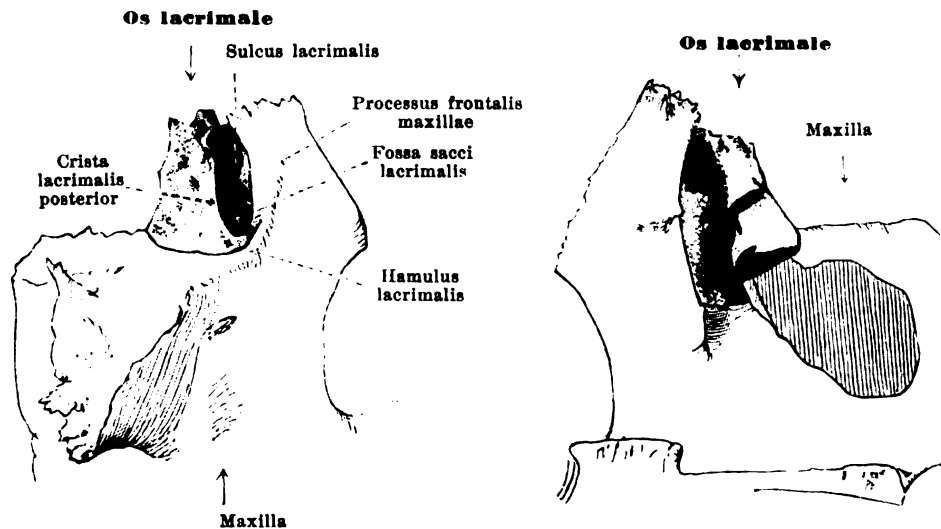 Os lacrimale
Sulcus lacrimalis
Processus frontalis
maxillae
Fossa sacci
lacrimalis
Crista
lacrimalis
posterior
Hamulus
lacrimalis
Maxilla
Os lacrimale
Maxilla